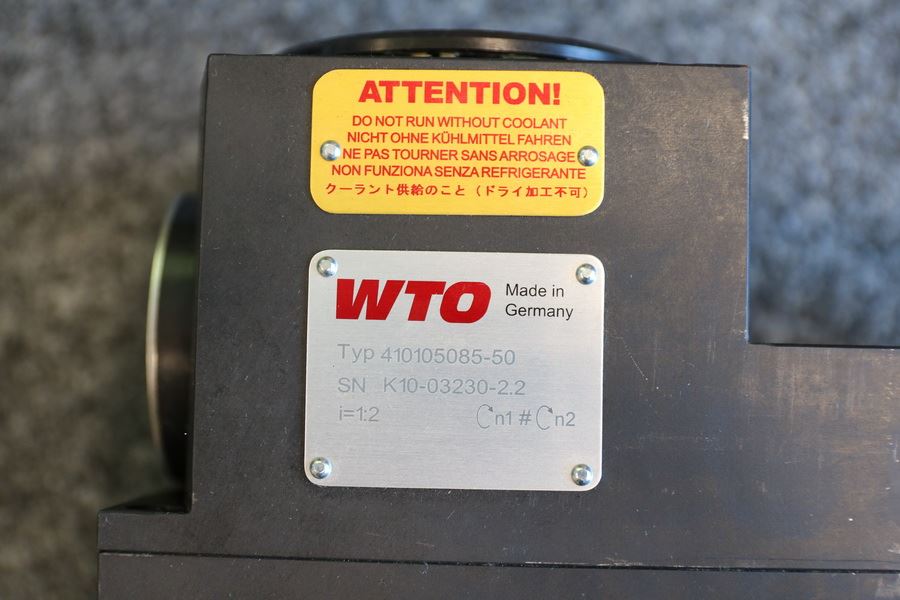 ATTENTION!
DO NOT RUN WITHOUT COOLANT
NICHT OHNE KÜHLMITTEL FAHREN
NE PAS TOURNER SANS ARROSAGE
NON FUNZIONA SENZA REFRIGERANTE
クーラント供給のこと（ドライ加工不可）
WTO Made in
Germany
Typ 410105085-50
SN K10-03230-2.2
i=1:2 n1 # n2